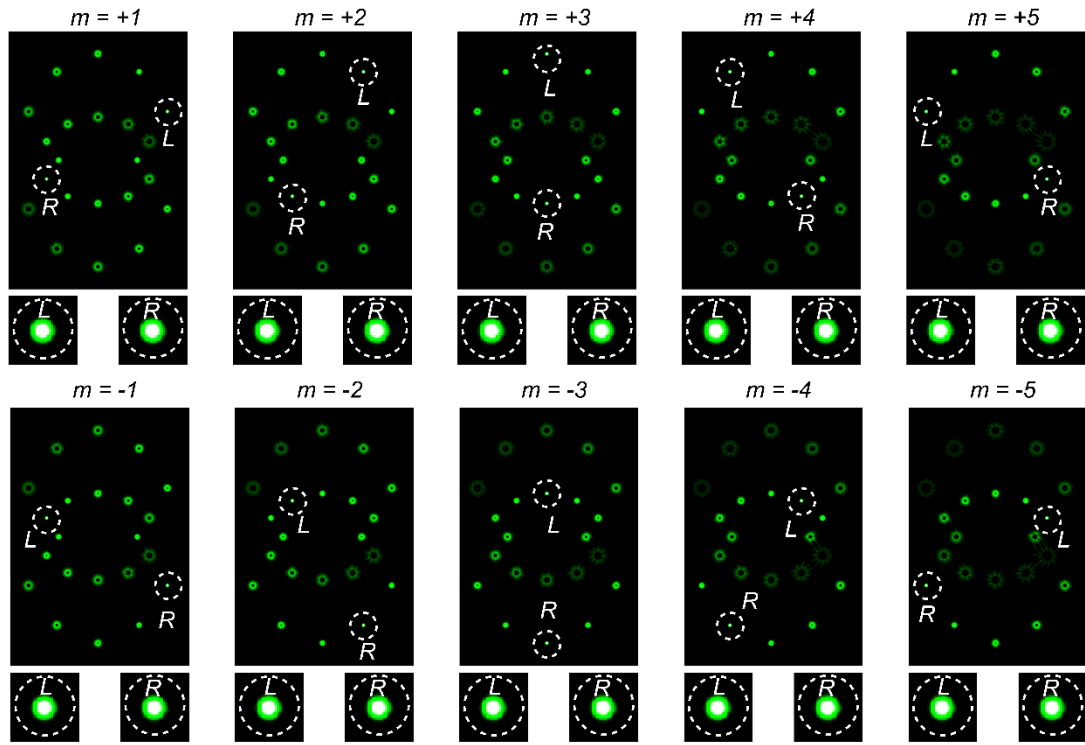 m = +1 m = +2 m = +3 m = +4 m = +5
L L L L L
R R R R R
L R L R L R L R L R
m = -1 m = -2 m = -3 m = -4 m = -5
L L L L L
R R R R R
L R L R L R L R L R